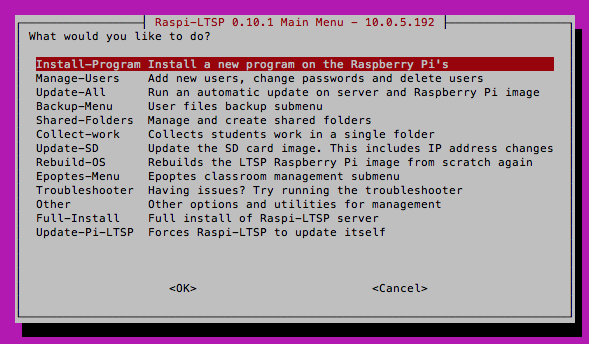 Raspi-LTSP 0.10.1 Main Menu - 10.0.5.192
What would you like to do?
Install-Program Install a new program on the Raspberry Pi's
Manage-Users Add new users, change passwords and delete users
Update-All Run an automatic update on server and Raspberry Pi image
Backup-Menu User files backup submenu
Shared-Folders Manage and create shared folders
Collect-work Collects students work in a single folder
Update-SD Update the SD card image. This includes IP address changes
Rebuild-OS Rebuilds the LTSP Raspberry Pi image from scratch again
Epoptes-Menu Epoptes classroom management submenu
Troubleshooter Having issues? Try running the troubleshooter
Other Other options and utilities for management
Full-Install Full install of Raspi-LTSP server
Update-Pi-LTSP Forces Raspi-LTSP to update itself
<OK> <Cancel>